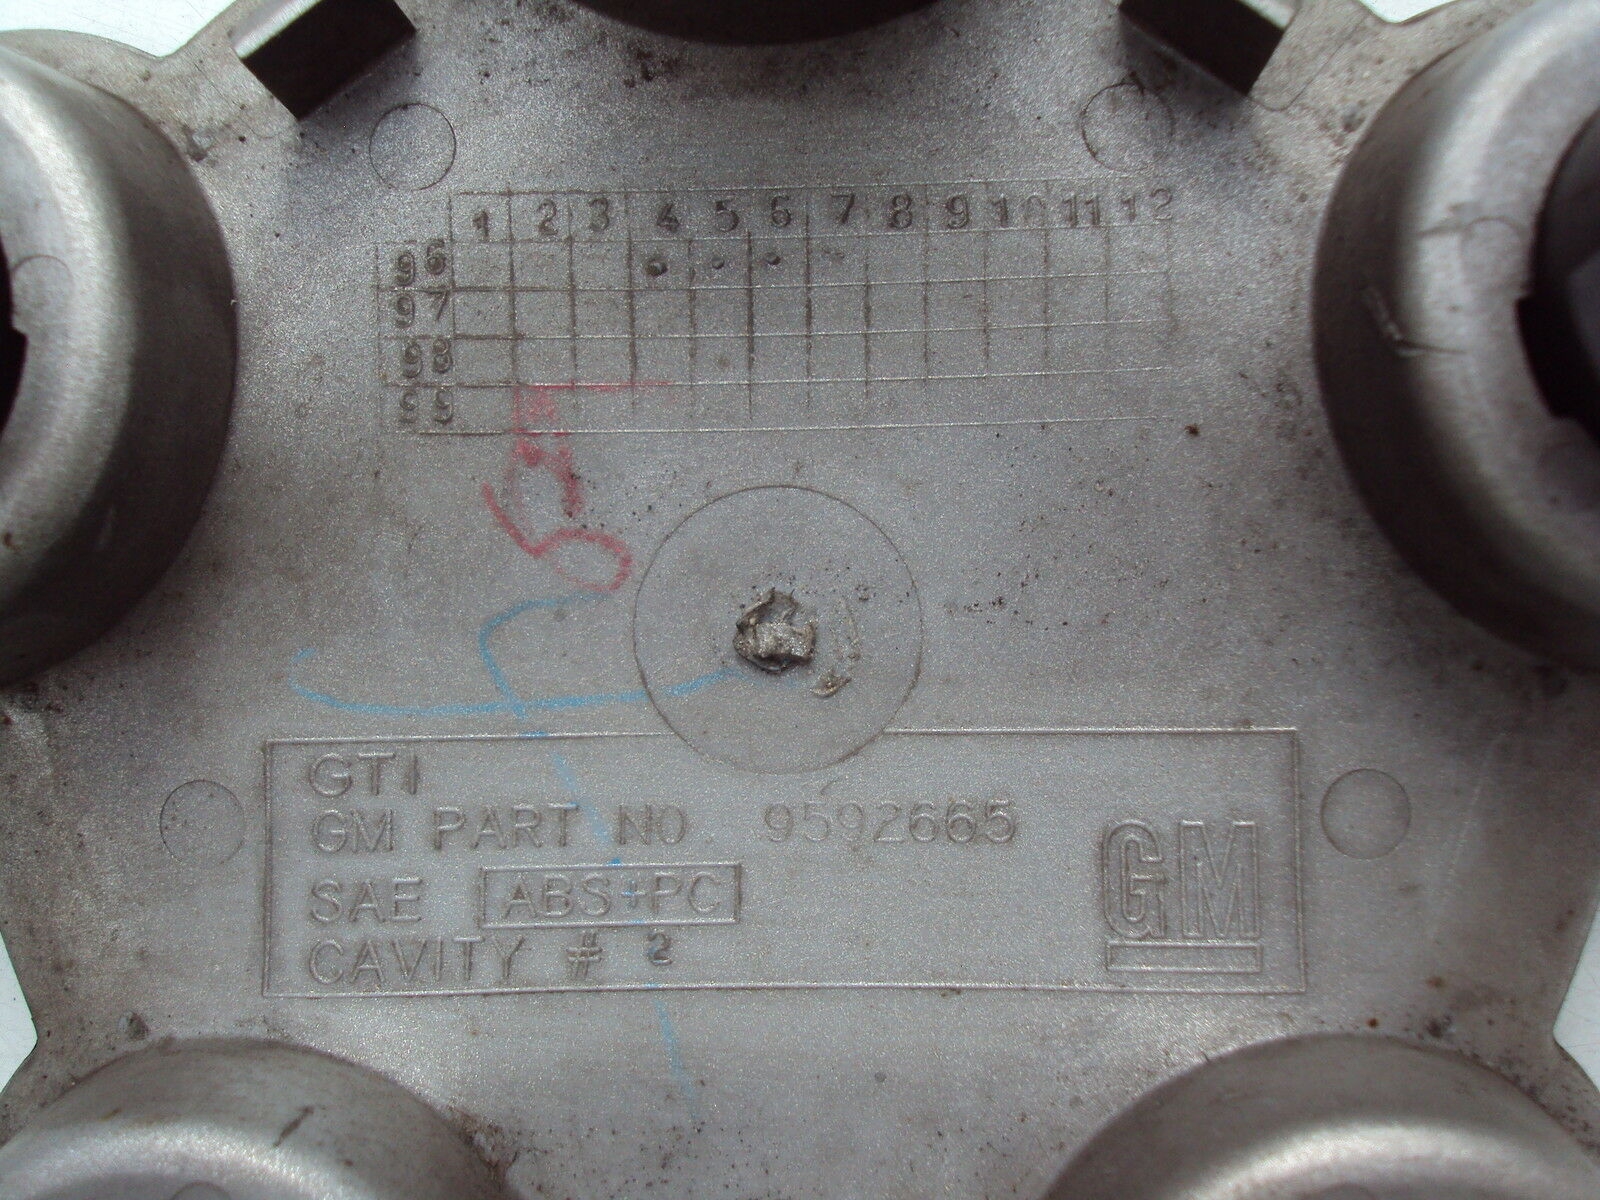 1 2 3 4 5 6 7 8 9 10 11 12
96
97
98
99
GTI
GM PART NO 9592665
SAE ABS+PC
CAVITY # 2
GM